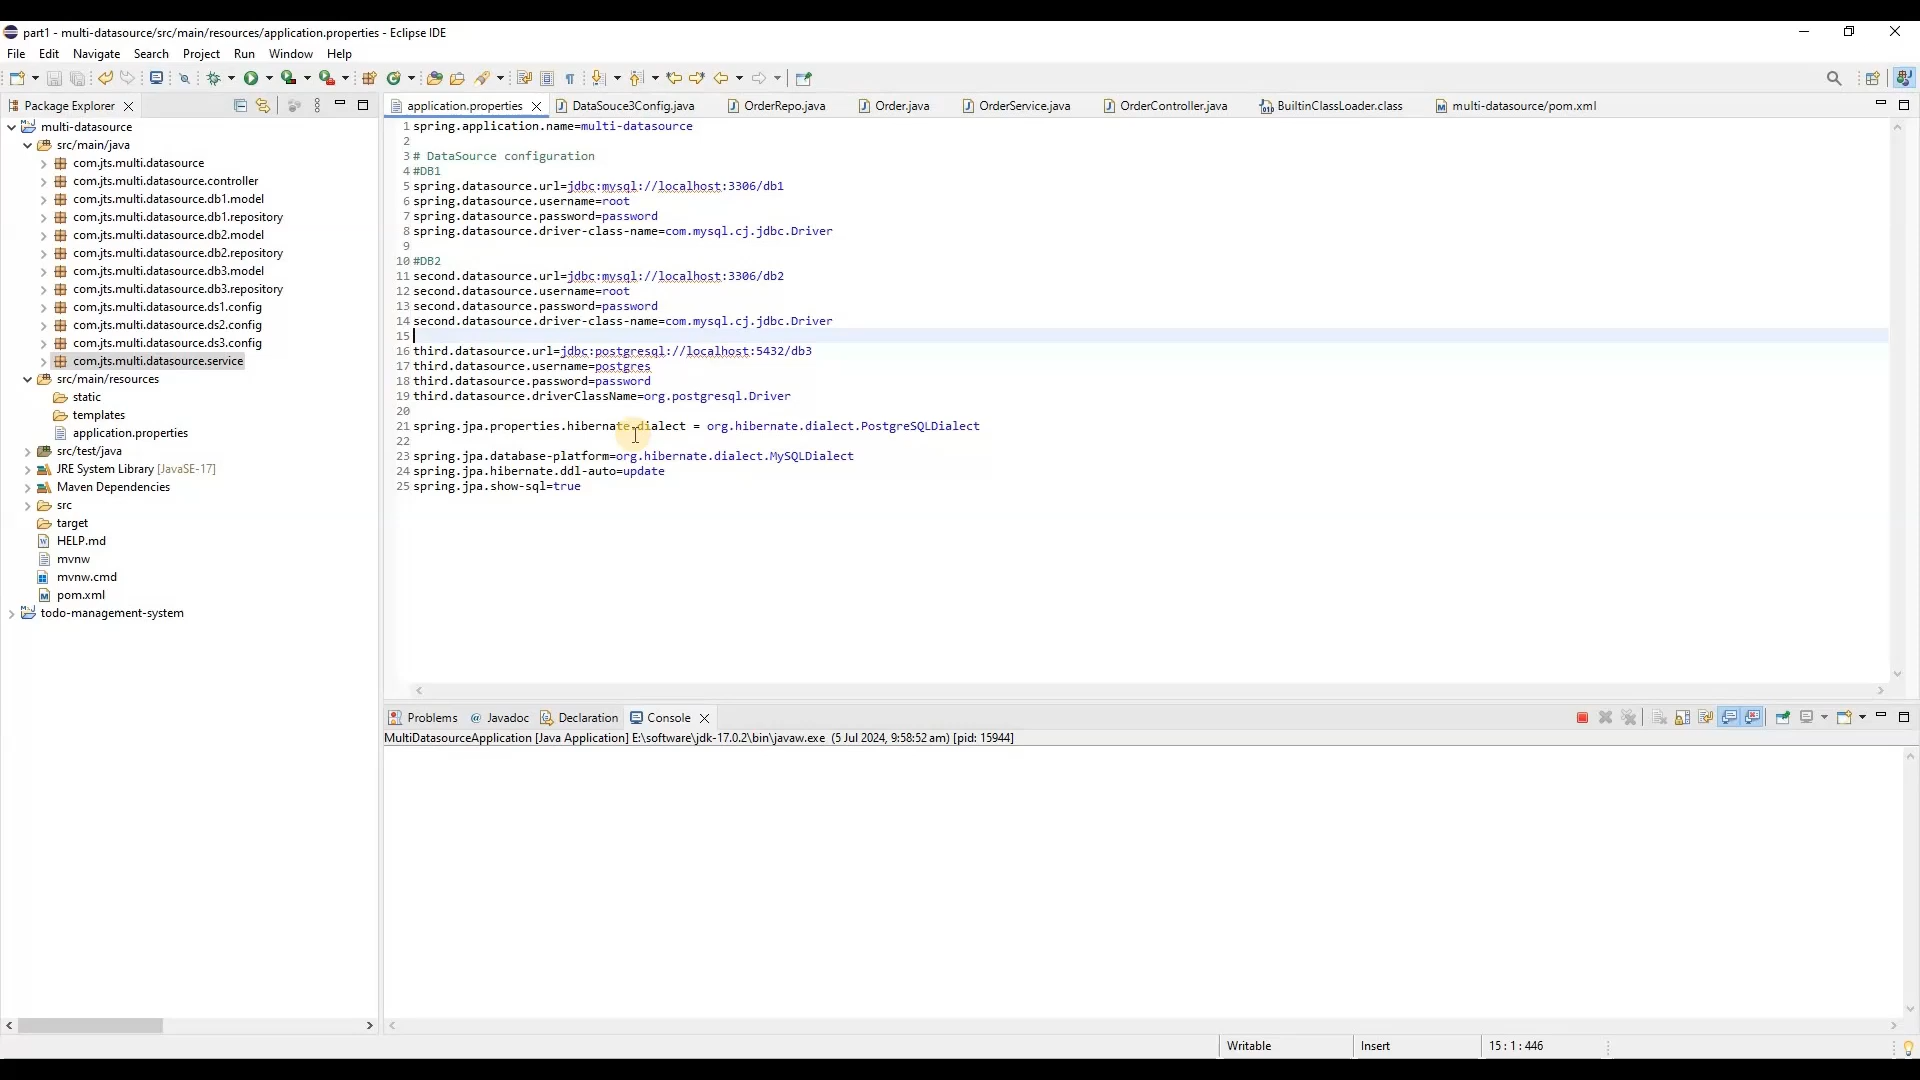 part1 - multi-datasource/src/main/resources/application.properties - Eclipse IDE
File Edit Navigate Search Project Run Window Help
Package Explorer
multi-datasource
src/main/java
com.jts.multi.datasource
com.jts.multi.datasource.controller
com.jts.multi.datasource.db1.model
com.jts.multi.datasource.db1.repository
com.jts.multi.datasource.db2.model
com.jts.multi.datasource.db2.repository
com.jts.multi.datasource.db3.model
com.jts.multi.datasource.db3.repository
com.jts.multi.datasource.ds1.config
com.jts.multi.datasource.ds2.config
com.jts.multi.datasource.ds3.config
com.jts.multi.datasource.service
src/main/resources
static
templates
application.properties
src/test/java
JRE System Library [JavaSE-17]
Maven Dependencies
src
target
HELP.md
mvnw
mvnw.cmd
pom.xml
todo-management-system
application.properties DataSouce3Config.java OrderRepo.java Order.java OrderService.java OrderController.java BuiltinClassLoader.class multi-datasource/pom.xml
1 spring.application.name=multi-datasource
2
3 # DataSource configuration
4 #DB1
5 spring.datasource.url=jdbc:mysql://localhost:3306/db1
6 spring.datasource.username=root
7 spring.datasource.password=password
8 spring.datasource.driver-class-name=com.mysql.cj.jdbc.Driver
9
10 #DB2
11 second.datasource.url=jdbc:mysql://localhost:3306/db2
12 second.datasource.username=root
13 second.datasource.password=password
14 second.datasource.driver-class-name=com.mysql.cj.jdbc.Driver
15
16 third.datasource.url=jdbc:postgresql://localhost:5432/db3
17 third.datasource.username=postgres
18 third.datasource.password=password
19 third.datasource.driverClassName=org.postgresql.Driver
20
21 spring.jpa.properties.hibernate.dialect = org.hibernate.dialect.PostgreSQLDialect
22
23 spring.jpa.database-platform=org.hibernate.dialect.MySQLDialect
24 spring.jpa.hibernate.ddl-auto=update
25 spring.jpa.show-sql=true
Problems Javadoc Declaration Console
MultiDatasourceApplication [Java Application] E:\software\jdk-17.0.2\bin\javaw.exe (5 Jul 2024, 9:58:52 am) [pid: 15944]
Writable Insert 15 : 1 : 446